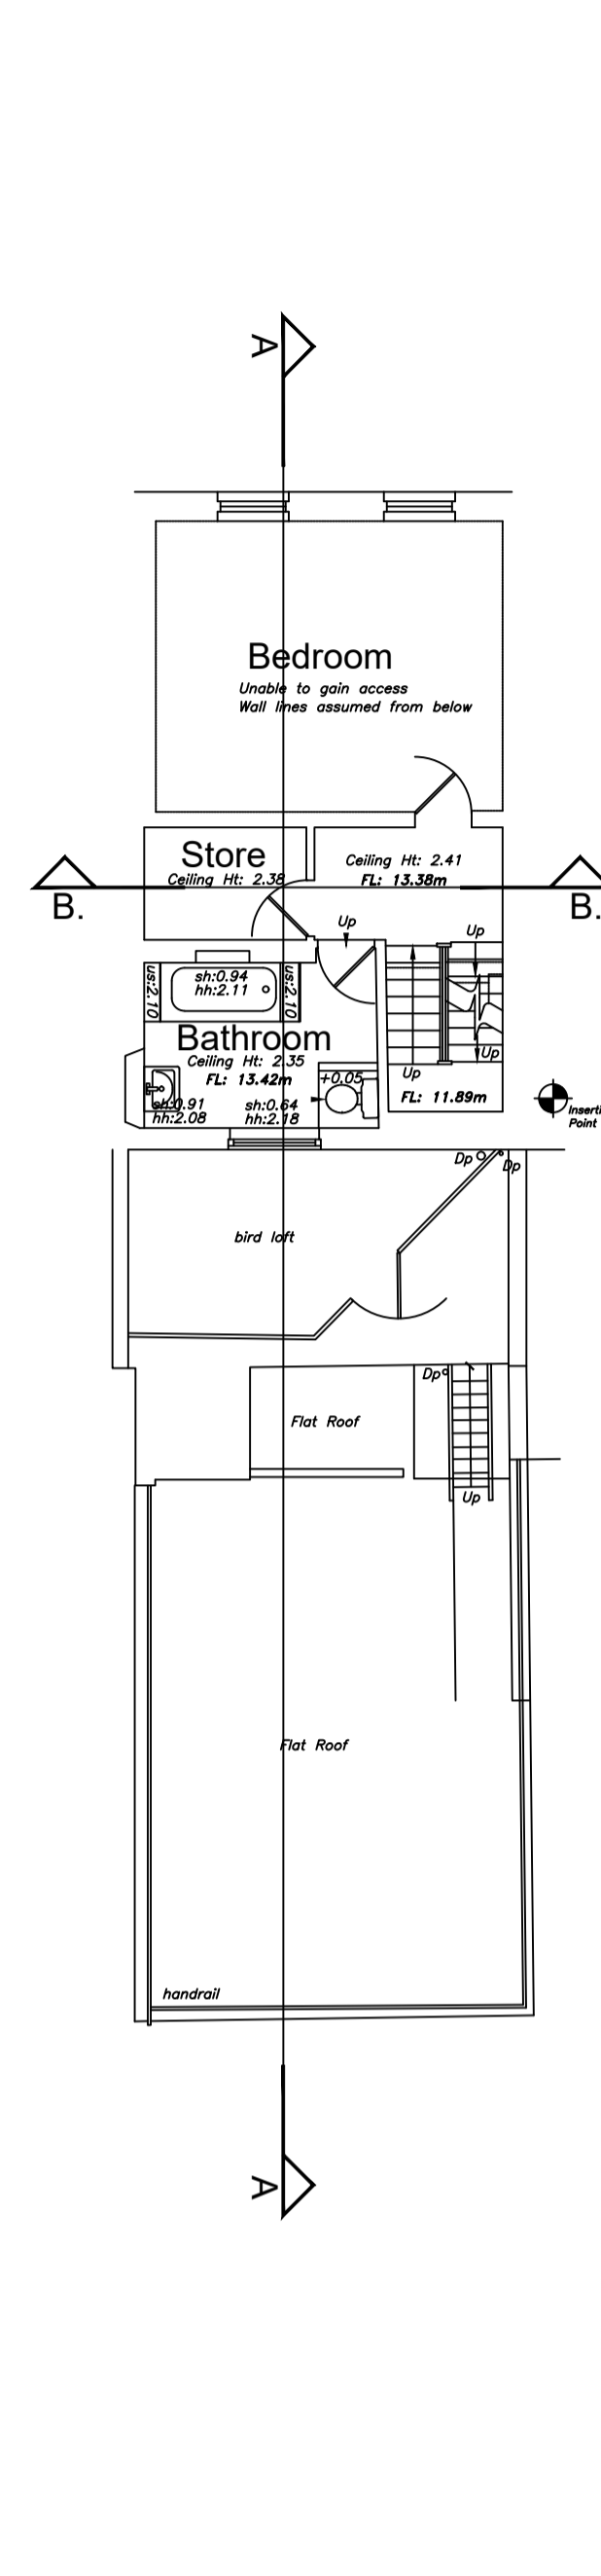 A
Bedroom
Unable to gain access
Wall lines assumed from below
Store
Ceiling Ht: 2.38
Ceiling Ht: 2.41
FL: 13.38m
B.
B.
Up
Up
us:2.10
sh:0.94
hh:2.11
us:2.10
Bathroom
Ceiling Ht: 2.35
FL: 13.42m
+0.05
Up
Up
sh:0.91
hh:2.08
sh:0.64
hh:2.18
FL: 11.89m
Inserti
Point
Dp
Dp
bird loft
Dp
Flat Roof
Up
Flat Roof
handrail
A